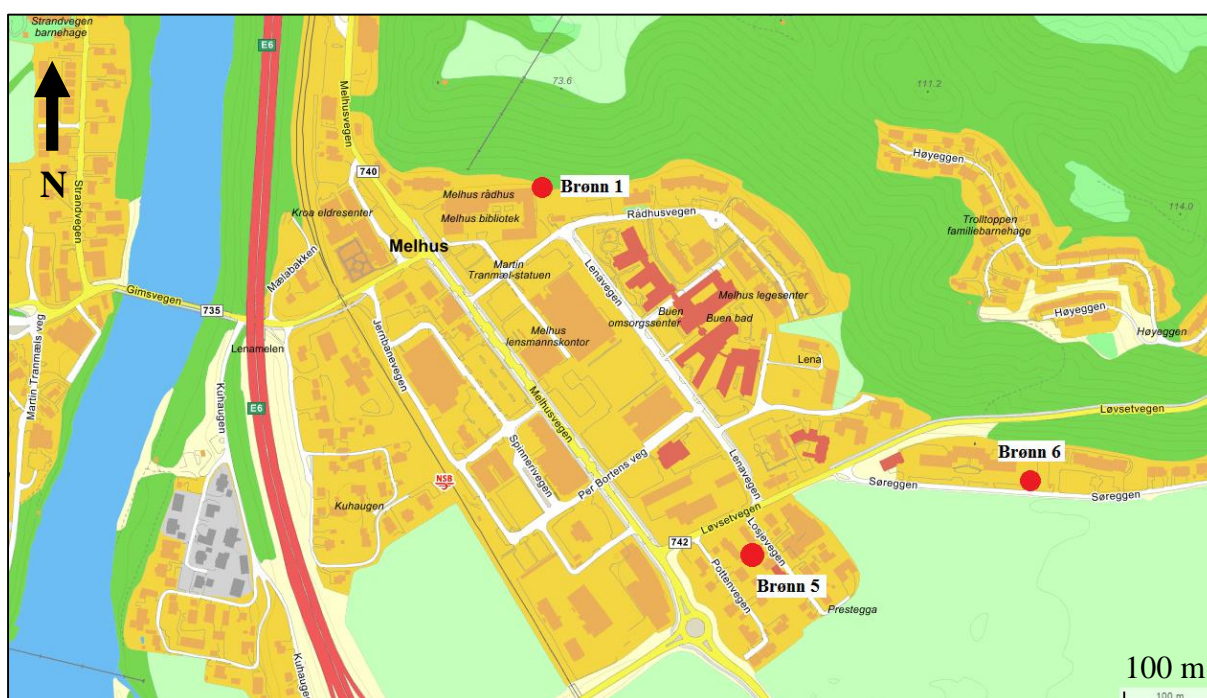 Strandvegen
barnehage
E6
Melhusvegen
73.6
111.2
Høyeggen
N
Strandvegen
740
Brønn 1
Melhus rådhus
Melhus bibliotek
Kroa eldresenter
Rådhusvegen
114.0
Trolltoppen
familiebarnehage
Melhus
Mælabakken
Martin
Tranmæl-statuen
Lenavegen
Gimsvegen
735
Melhus legesenter
Buen
omsorgssenter
Buen bad
Høyeggen
Høyeggen
Martin Tranmæls veg
Lenamelen
Jernbanevegen
Melhus
lensmannskontor
Lena
Kuhaugen
E6
Melhusvegen
Løvsetvegen
Spinnerivegen
Per Bortens veg
Lenavegen
Brønn 6
NSB
Søreggen
Søreggen
Kuhaugen
Løvsetvegen
742
Losjevegen
Pottenvegen
Brønn 5
Prestegga
Kuhaugen
100 m
100 m